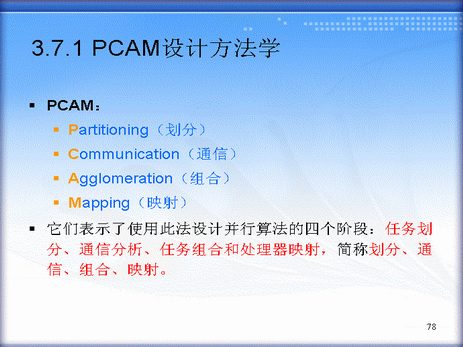 3.7.1 PCAM设计方法学
PCAM：
Partitioning（划分）
Communication（通信）
Agglomeration（组合）
Mapping（映射）
它们表示了使用此法设计并行算法的四个阶段：任务划
分、通信分析、任务组合和处理器映射，简称划分、通
信、组合、映射。
78